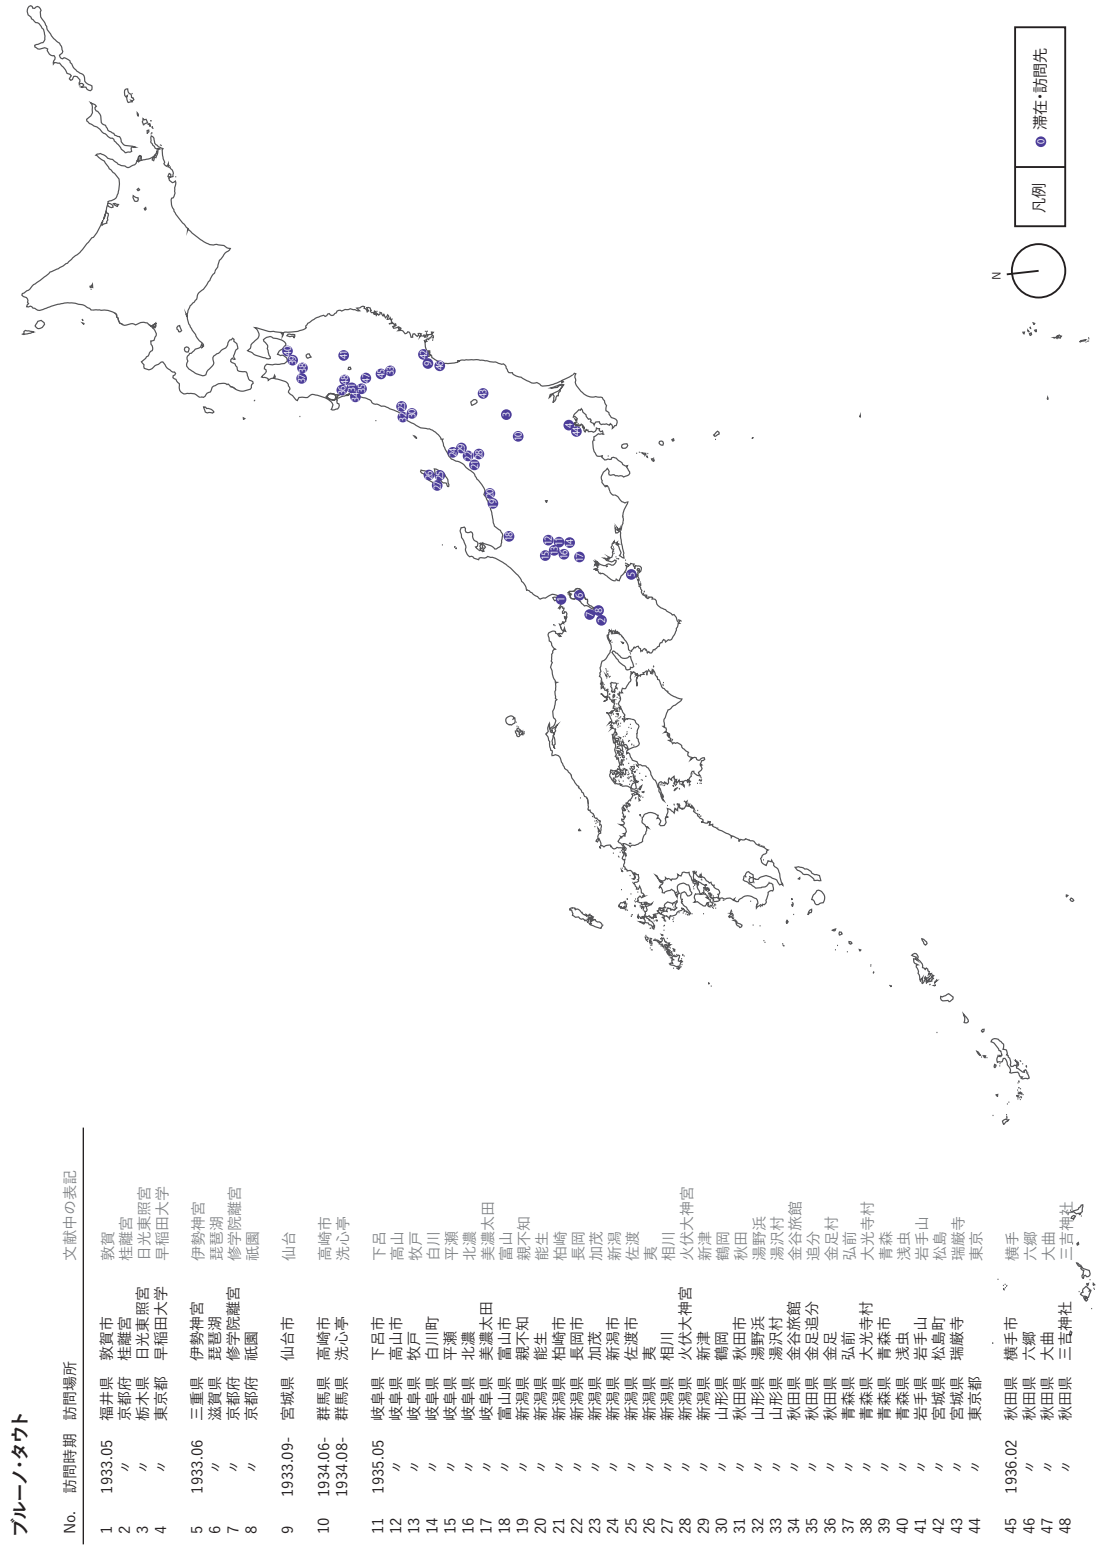 ブルーノ・タウト
No. 訪問時期 訪問場所 文献中の表記
1 1933.05 福井県 敦賀市 敦賀
2 〃 京都府 桂離宮 桂離宮
3 〃 栃木県 日光東照宮 日光東照宮
4 〃 東京都 早稲田大学 早稲田大学
5 1933.06 三重県 伊勢神宮 伊勢神宮
6 〃 滋賀県 琵琶湖 琵琶湖
7 〃 京都府 修学院離宮 修学院離宮
8 〃 京都府 祇園 祇園
9 1933.09- 宮城県 仙台市 仙台
10 1934.06- 群馬県 高崎市 高崎市
1934.08- 群馬県 洗心亭 洗心亭
11 1935.05 岐阜県 下呂市 下呂
12 〃 岐阜県 高山市 高山
13 〃 岐阜県 牧戸 牧戸
14 〃 岐阜県 白川町 白川
15 〃 岐阜県 平瀬 平瀬
16 〃 岐阜県 北濃 北濃
17 〃 岐阜県 美濃太田 美濃太田
18 〃 富山県 富山市 富山
19 〃 新潟県 親不知 親不知
20 〃 新潟県 能生 能生
21 〃 新潟県 柏崎市 柏崎
22 〃 新潟県 長岡市 長岡
23 〃 新潟県 加茂 加茂
24 〃 新潟県 新潟市 新潟
25 〃 新潟県 佐渡市 佐渡
26 〃 新潟県 夷 夷
27 〃 新潟県 相川 相川
28 〃 新潟県 火伏大神宮 火伏大神宮
29 〃 新潟県 新津 新津
30 〃 山形県 鶴岡 鶴岡
31 〃 秋田県 秋田市 秋田
32 〃 山形県 湯野浜 湯野浜
33 〃 山形県 湯沢村 湯沢村
34 〃 秋田県 金谷旅館 金谷旅館
35 〃 秋田県 金足追分 追分
36 〃 秋田県 金足 金足村
37 〃 青森県 弘前 弘前
38 〃 青森県 大光寺村 大光寺村
39 〃 青森県 青森市 青森
40 〃 青森県 浅虫 浅虫
41 〃 岩手県 岩手山 岩手山
42 〃 宮城県 松島町 松島
43 〃 宮城県 瑞厳寺 瑞厳寺
44 〃 東京都 東京
45 1936.02 秋田県 横手市 横手
46 〃 秋田県 六郷 六郷
47 〃 秋田県 大曲 大曲
48 〃 秋田県 三吉神社 三吉神社
N
凡例 0 滞在・訪問先